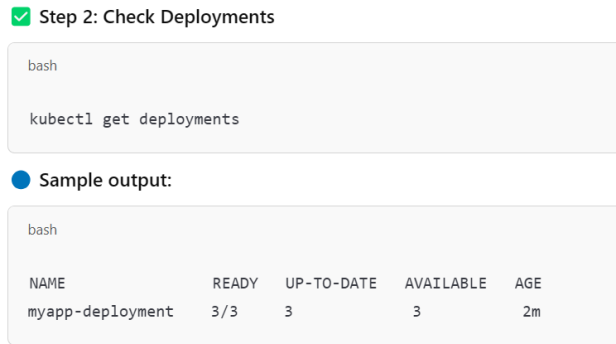 ✅ Step 2: Check Deployments
bash
kubectl get deployments
🔵 Sample output:
bash
NAME READY UP-TO-DATE AVAILABLE AGE
myapp-deployment 3/3 3 3 2m